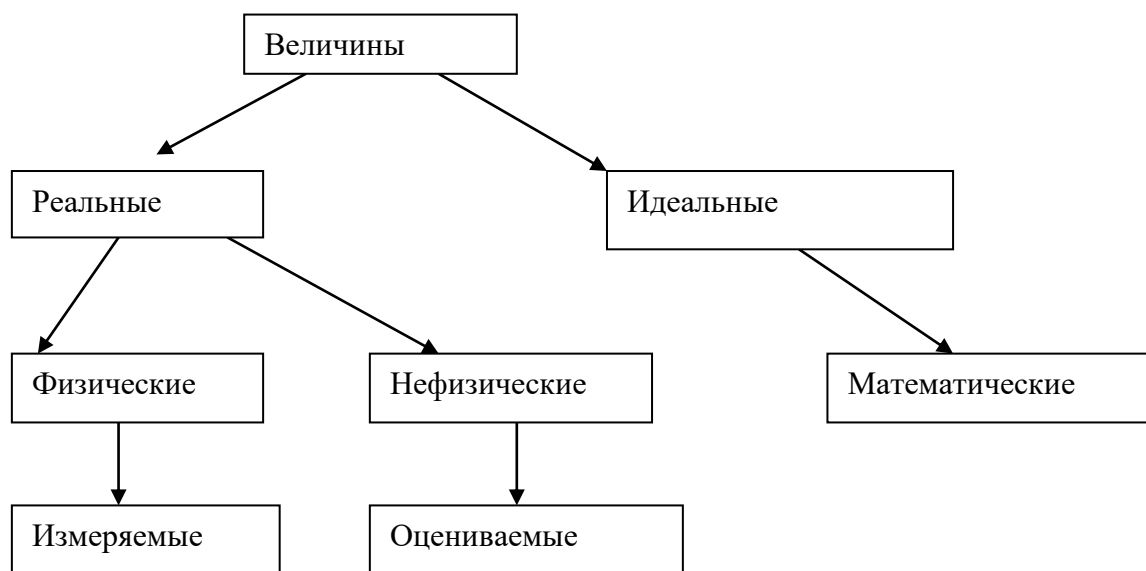 Величины
Реальные
Идеальные
Физические
Нефизические
Математические
Измеряемые
Оцениваемые